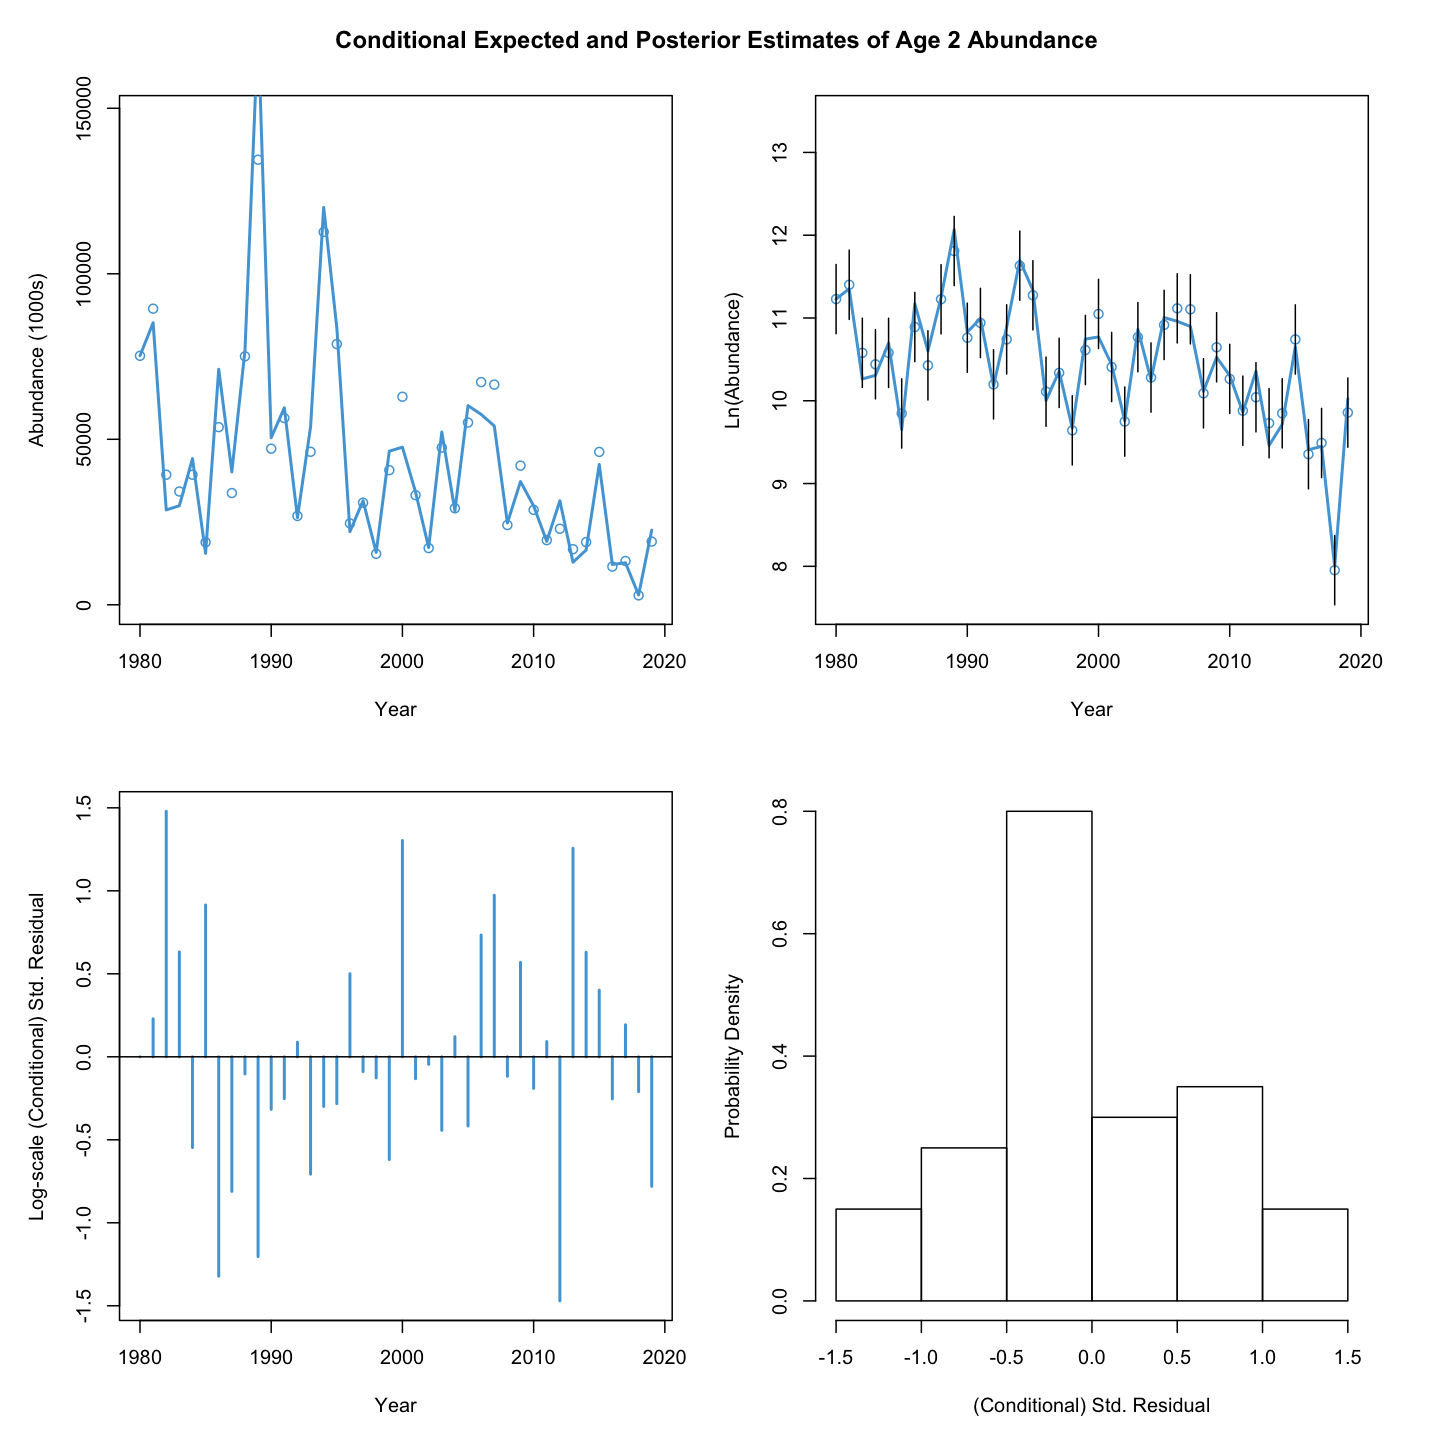 Conditional Expected and Posterior Estimates of Age 2 Abundance
Abundance (1000s)
150000
100000
50000
0
1980 1990 2000 2010 2020
Year
Ln(Abundance)
13
12
11
10
9
8
1980 1990 2000 2010 2020
Year
Log-scale (Conditional) Std. Residual
1.5
1.0
0.5
0.0
-0.5
-1.0
-1.5
1980 1990 2000 2010 2020
Year
Probability Density
0.8
0.6
0.4
0.2
0.0
-1.5 -1.0 -0.5 0.0 0.5 1.0 1.5
(Conditional) Std. Residual